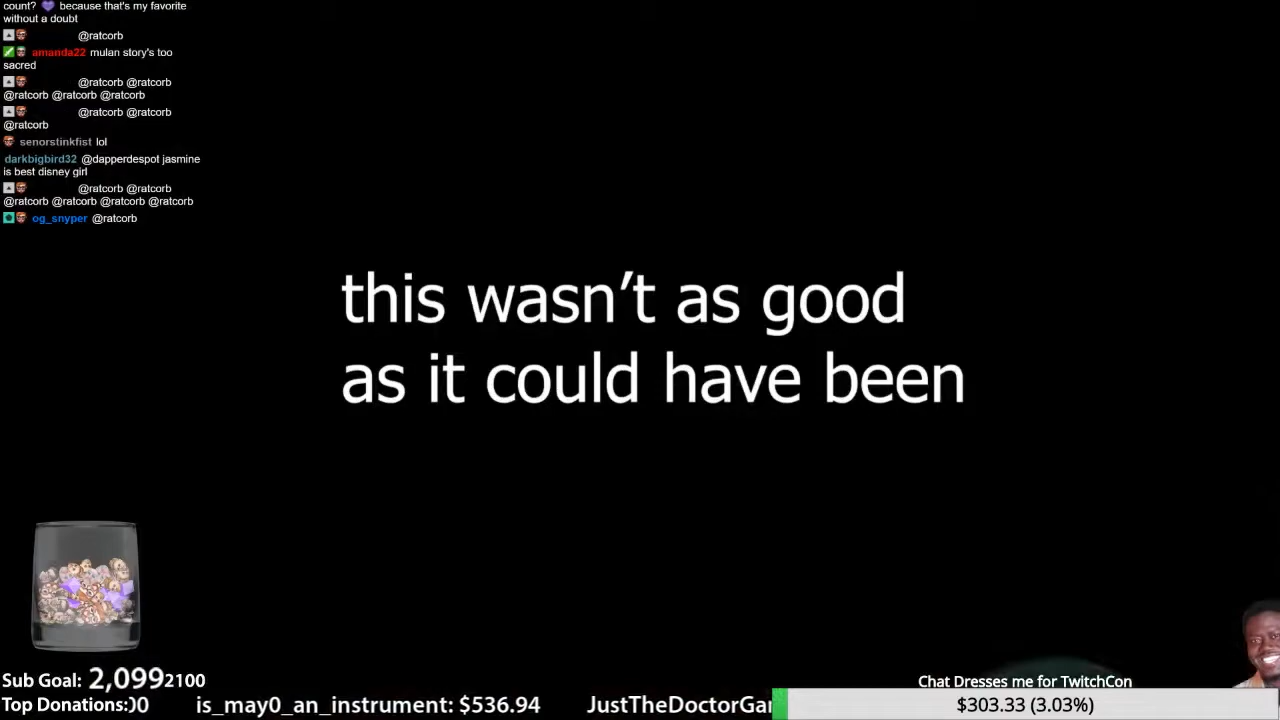 count? 💜 because that's my favorite
without a doubt
@ratcorb
amanda22 mulan story's too
sacred
@ratcorb @ratcorb
@ratcorb @ratcorb @ratcorb
@ratcorb @ratcorb
@ratcorb
senorstinkfist lol
darkbigbird32 @dapperdespot jasmine
is best disney girl
@ratcorb @ratcorb
@ratcorb @ratcorb @ratcorb @ratcorb
og_snyper @ratcorb
this wasn't as good
as it could have been
Sub Goal: 2,099 2100
Chat Dresses me for TwitchCon
Top Donations: is_may0_an_instrument: $536.94 JustTheDoctorGa
$303.33 (3.03%)